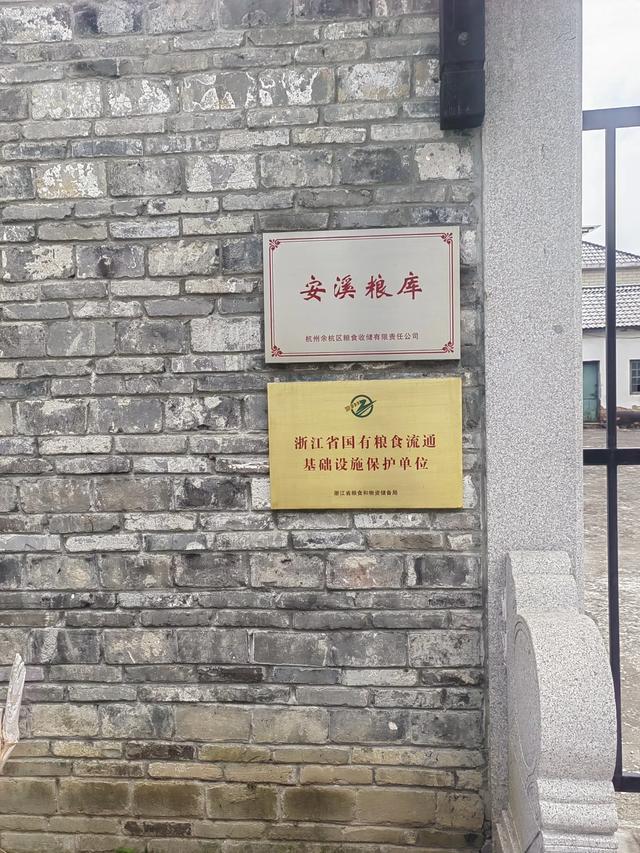 安溪粮库
杭州余杭区粮食收储有限责任公司
浙江省国有粮食流通
基础设施保护单位
浙江省粮食和物资储备局